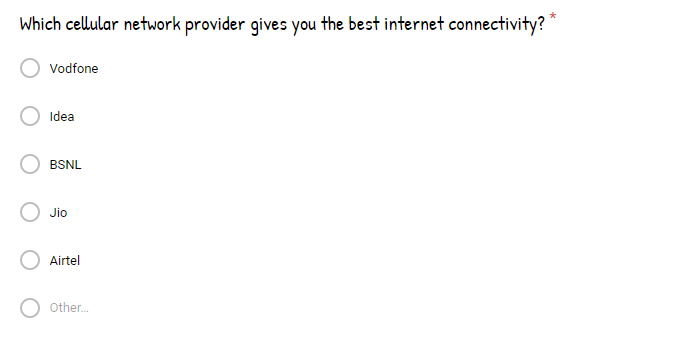 Which cellular network provider gives you the best internet connectivity? *
Vodfone
Idea
BSNL
Jio
Airtel
Other...